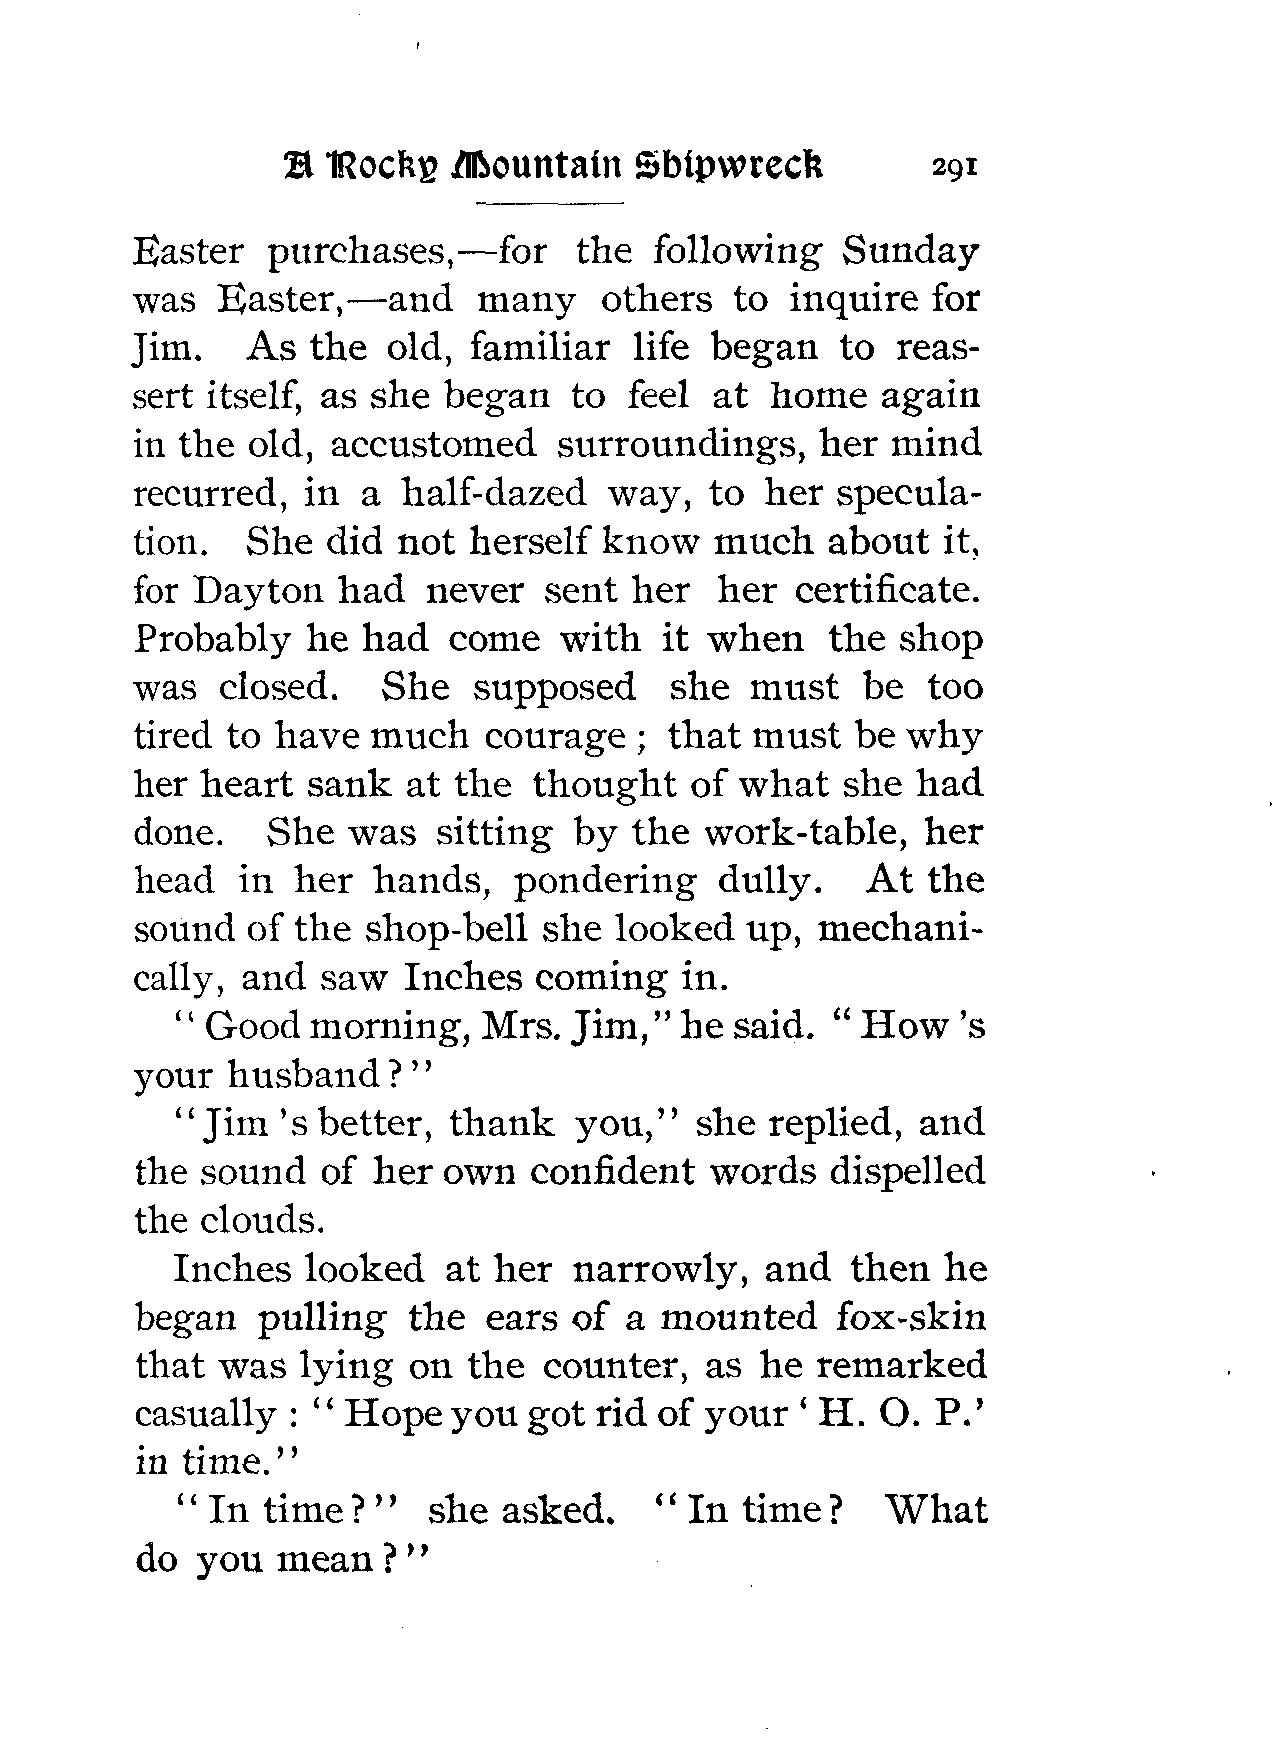 A Rocky Mountain Shipwreck 291
Easter purchases,—for the following Sunday
was Easter,—and many others to inquire for
Jim. As the old, familiar life began to reas-
sert itself, as she began to feel at home again
in the old, accustomed surroundings, her mind
recurred, in a half-dazed way, to her specula-
tion. She did not herself know much about it,
for Dayton had never sent her her certificate.
Probably he had come with it when the shop
was closed. She supposed she must be too
tired to have much courage; that must be why
her heart sank at the thought of what she had
done. She was sitting by the work-table, her
head in her hands, pondering dully. At the
sound of the shop-bell she looked up, mechani-
cally, and saw Inches coming in.
"Good morning, Mrs. Jim," he said. "How 's
your husband?"
"Jim 's better, thank you," she replied, and
the sound of her own confident words dispelled
the clouds.
Inches looked at her narrowly, and then he
began pulling the ears of a mounted fox-skin
that was lying on the counter, as he remarked
casually: "Hope you got rid of your 'H. O. P.'
in time."
"In time?" she asked. "In time? What
do you mean?"